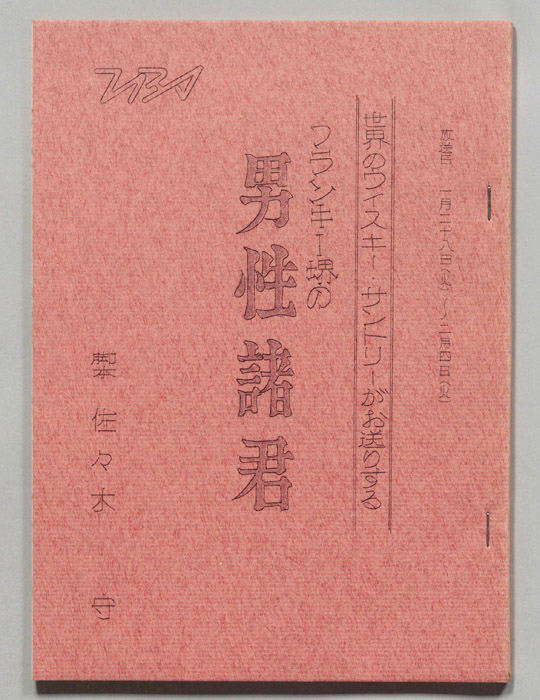 放送日 一月二十八日(火)〜二月四日(火)
世界のウイスキー・サントリーがお送りする
フランキー堺の
男性諸君
脚本 佐々木 守